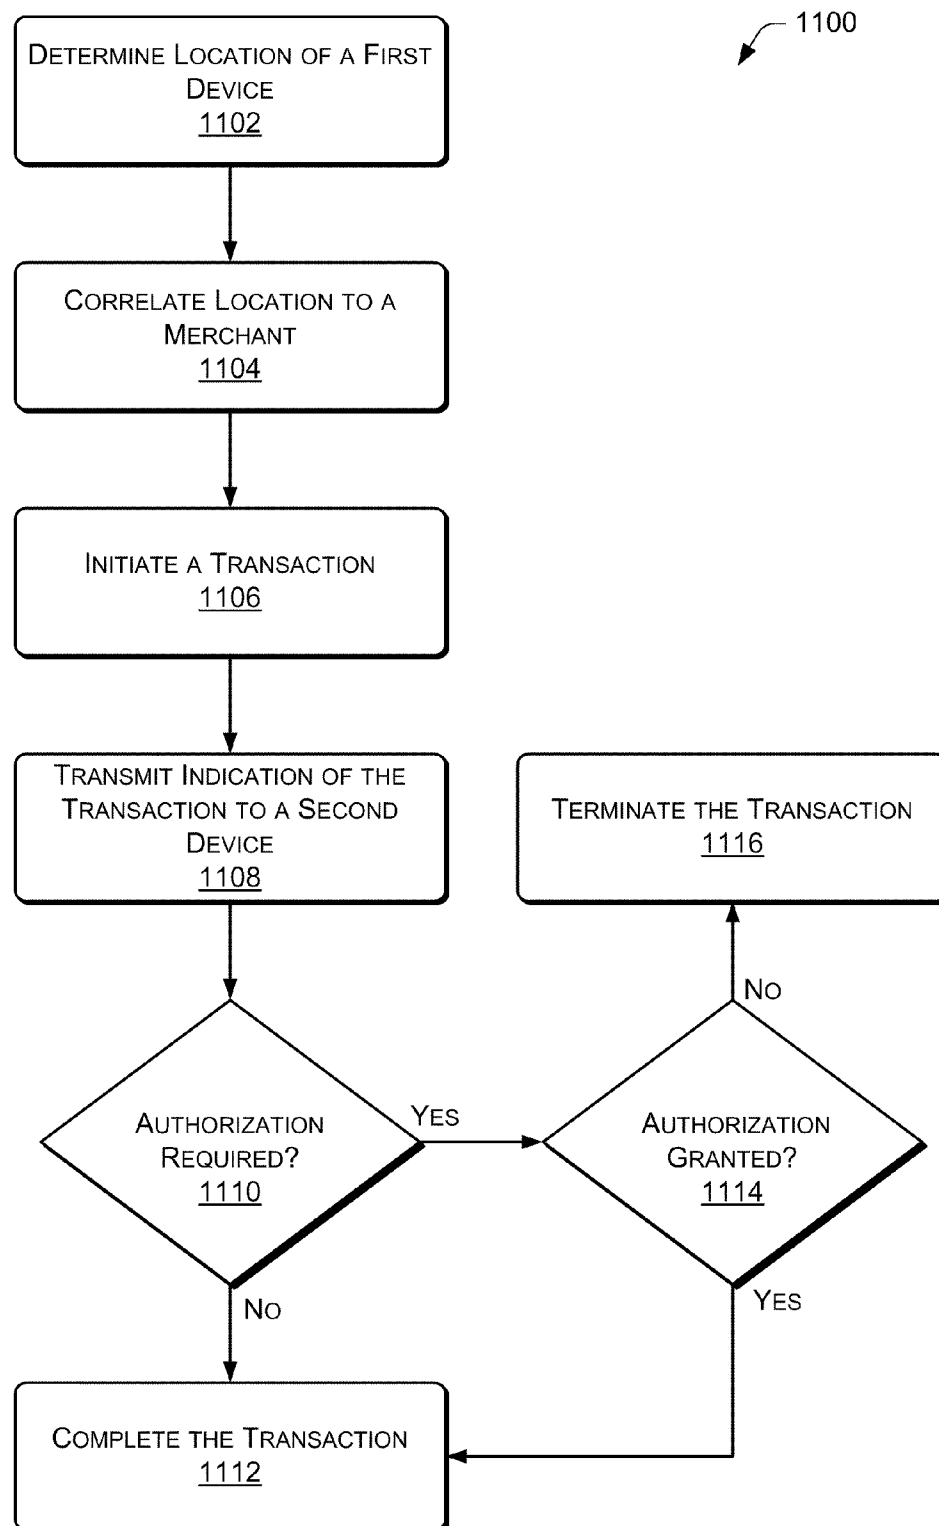 1100
DETERMINE LOCATION OF A FIRST
DEVICE
1102
CORRELATE LOCATION TO A
MERCHANT
1104
INITIATE A TRANSACTION
1106
TRANSMIT INDICATION OF THE
TRANSACTION TO A SECOND
DEVICE
1108
TERMINATE THE TRANSACTION
1116
NO
AUTHORIZATION
REQUIRED?
1110
YES
AUTHORIZATION
GRANTED?
1114
NO
YES
COMPLETE THE TRANSACTION
1112